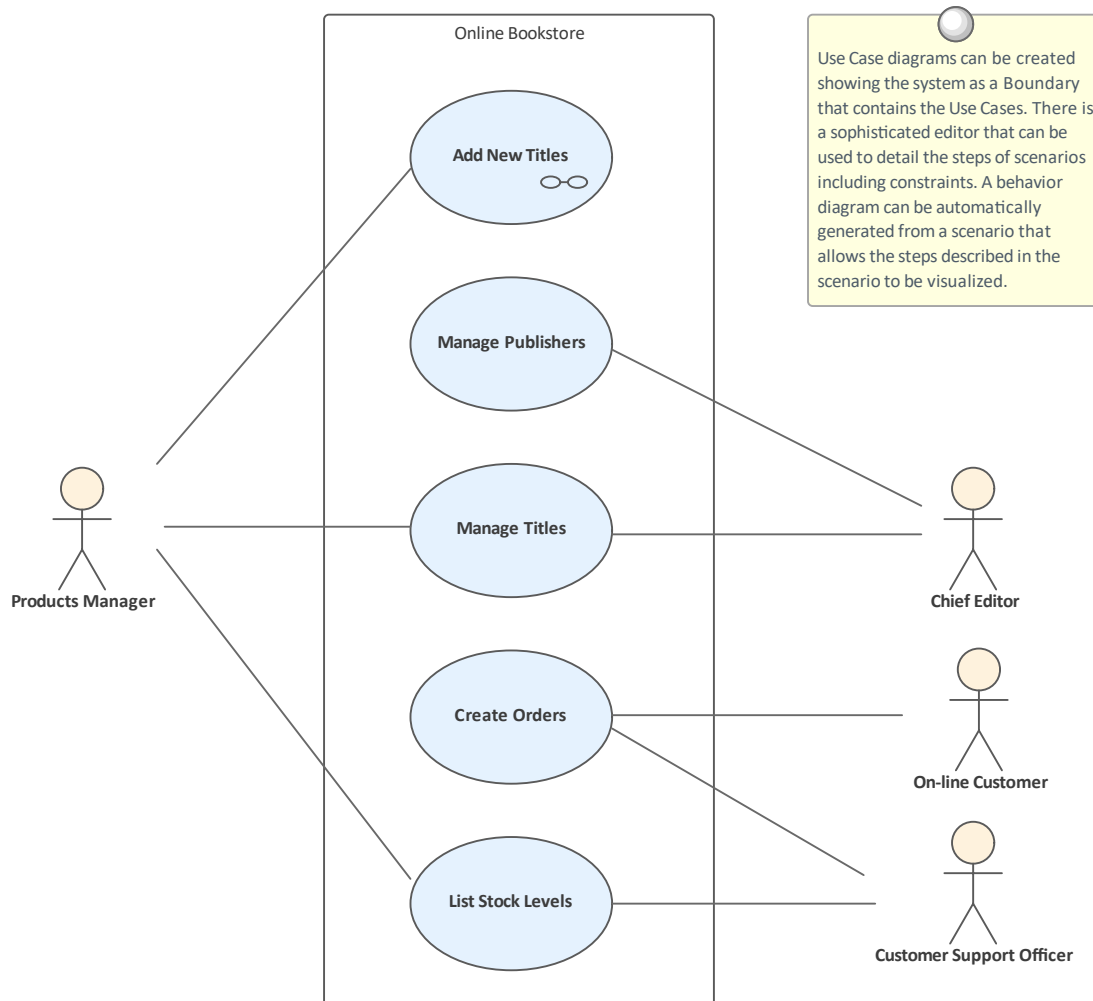 Online Bookstore
Use Case diagrams can be created
showing the system as a Boundary
that contains the Use Cases. There is
a sophisticated editor that can be
used to detail the steps of scenarios
including constraints. A behavior
diagram can be automatically
generated from a scenario that
allows the steps described in the
scenario to be visualized.
Add New Titles
Manage Publishers
Manage Titles
Products Manager
Chief Editor
Create Orders
On-line Customer
List Stock Levels
Customer Support Officer